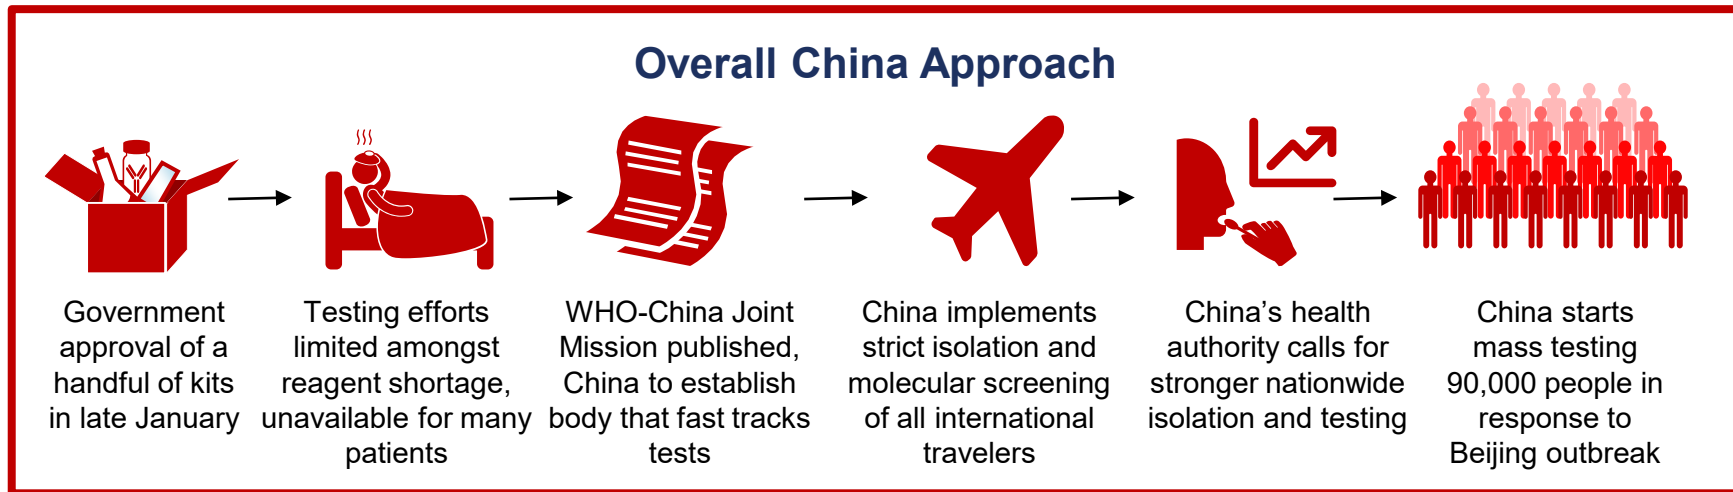 Overall China Approach
Government
approval of a
handful of kits
in late January
Testing efforts
limited amongst
reagent shortage,
unavailable for many
patients
WHO-China Joint
Mission published,
China to establish
body that fast tracks
tests
China implements
strict isolation and
molecular screening
of all international
travelers
China’s health
authority calls for
stronger nationwide
isolation and testing
China starts
mass testing
90,000 people in
response to
Beijing outbreak